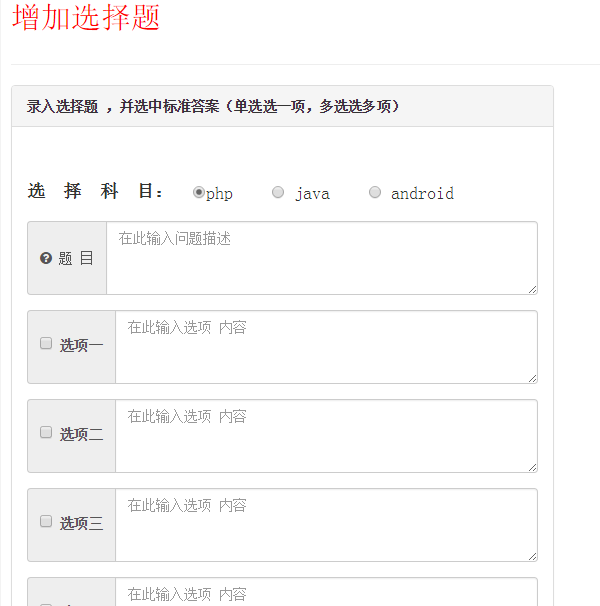 增加选择题
录入选择题 ，并选中标准答案（单选选一项，多选选多项）
选 择 科 目： php java android
题 目 在此输入问题描述
选项一 在此输入选项 内容
选项二 在此输入选项 内容
选项三 在此输入选项 内容
在此输入选项 内容